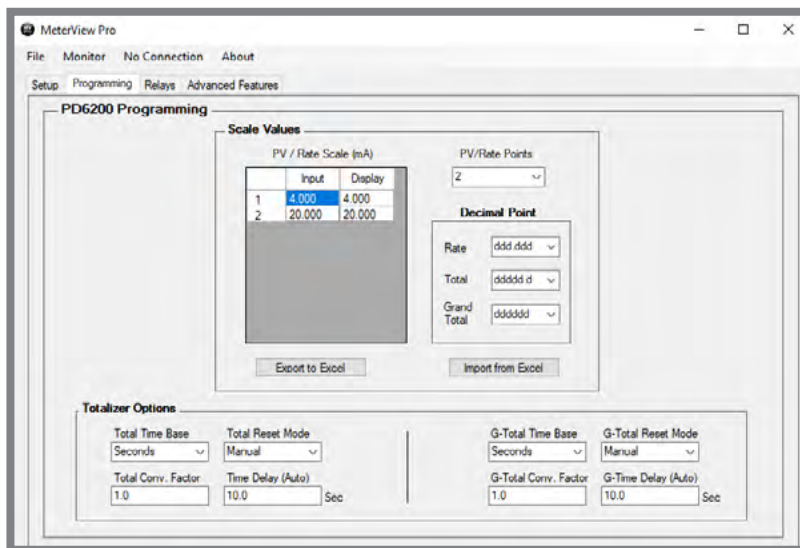 MeterView Pro
File Monitor No Connection About
Setup Programming Relays Advanced Features
PD6200 Programming
Scale Values
PV / Rate Scale (mA)
Input Display
1 4.000 4.000
2 20.000 20.000
PV/Rate Points
2
Decimal Point
Rate ddd.ddd
Total ddddd.d
Grand Total dddddd
Export to Excel
Import from Excel
Totalizer Options
Total Time Base Total Reset Mode
Seconds Manual
Total Conv. Factor Time Delay (Auto)
1.0 10.0 Sec
G-Total Time Base G-Total Reset Mode
Seconds Manual
G-Total Conv. Factor G-Time Delay (Auto)
1.0 10.0 Sec